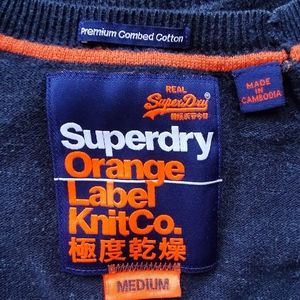 Premium Combed Cotton
REAL
SuperDry
MADE
IN
CAMBODIA
Superdry
Orange
Label
KnitCo.
極度乾燥
MEDIUM